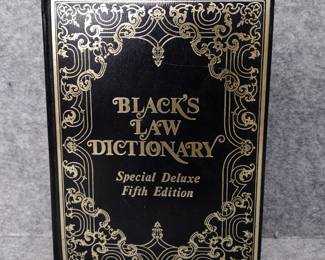 BLACK'S
LAW
DICTIONARY
Special Deluxe
Fifth Edition